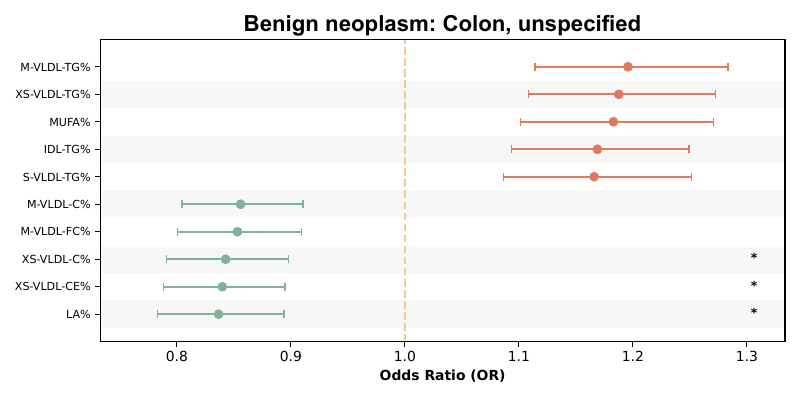 Benign neoplasm: Colon, unspecified
M-VLDL-TG%
XS-VLDL-TG%
MUFA%
IDL-TG%
S-VLDL-TG%
M-VLDL-C%
M-VLDL-FC%
XS-VLDL-C% *
XS-VLDL-CE% *
LA% *
0.8 0.9 1.0 1.1 1.2 1.3
Odds Ratio (OR)